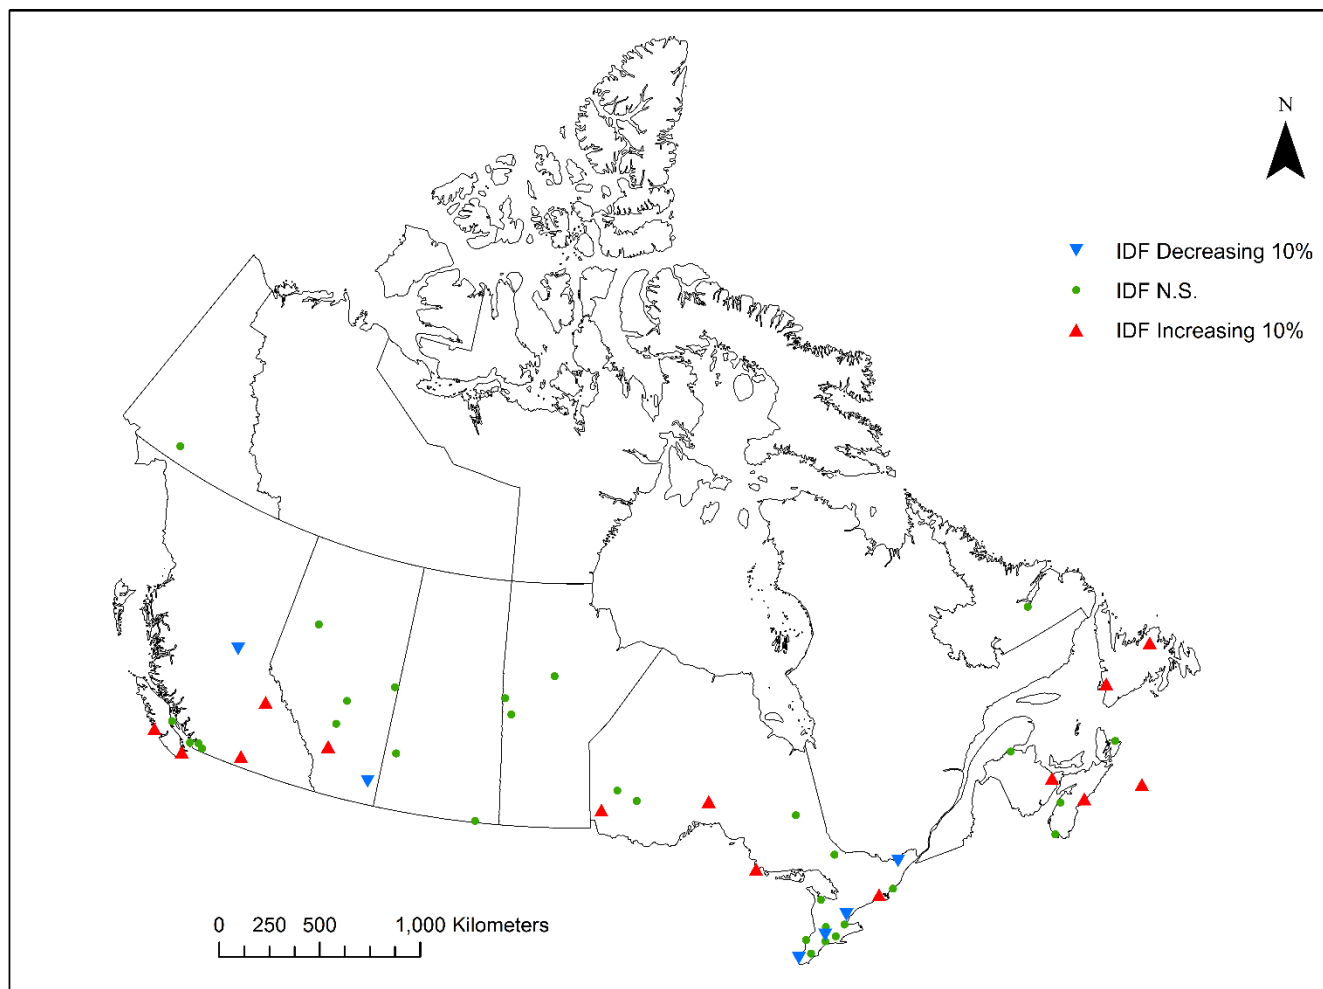 N
IDF Decreasing 10%
IDF N.S.
IDF Increasing 10%
0 250 500 1,000 Kilometers